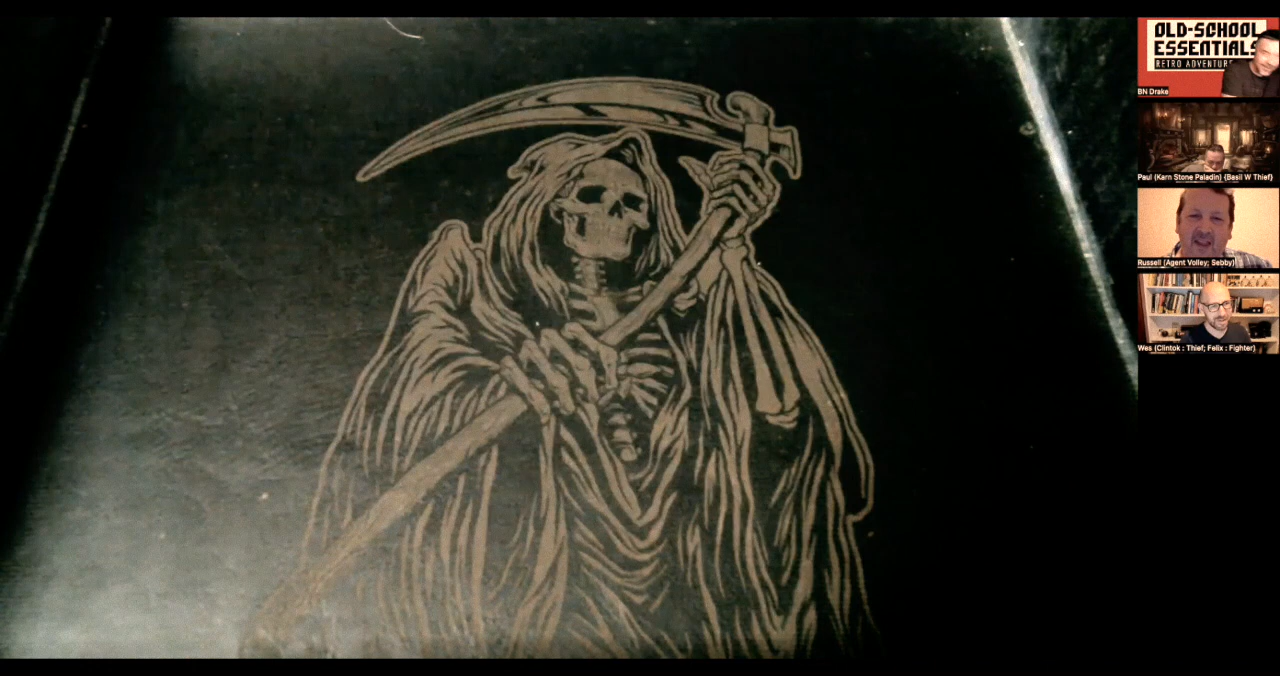 OLD-SCHOOL
ESSENTIALS
RETRO ADVENTURE
BN Drake
Paul (Karn Stone Paladin) {Basil W Thief}
Russell (Agent Volley; Sebby)
Wes (Clintok : Thief; Felix : Fighter)